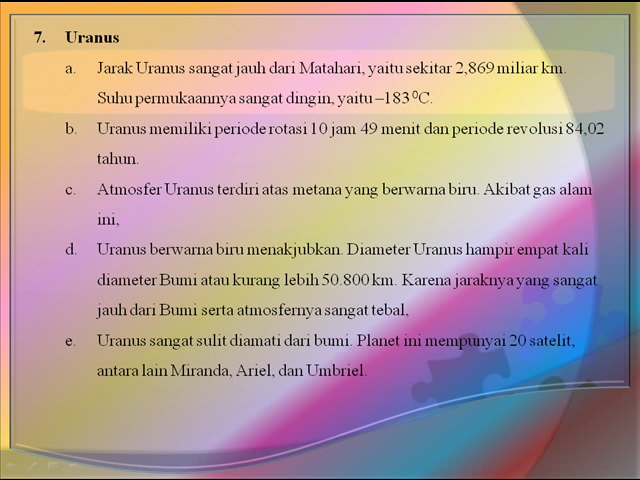 7. Uranus
a. Jarak Uranus sangat jauh dari Matahari, yaitu sekitar 2,869 miliar km.
Suhu permukaannya sangat dingin, yaitu –183 ⁰C.
b. Uranus memiliki periode rotasi 10 jam 49 menit dan periode revolusi 84,02
tahun.
c. Atmosfer Uranus terdiri atas metana yang berwarna biru. Akibat gas alam
ini,
d. Uranus berwarna biru menakjubkan. Diameter Uranus hampir empat kali
diameter Bumi atau kurang lebih 50.800 km. Karena jaraknya yang sangat
jauh dari Bumi serta atmosfernya sangat tebal,
e. Uranus sangat sulit diamati dari bumi. Planet ini mempunyai 20 satelit,
antara lain Miranda, Ariel, dan Umbriel.